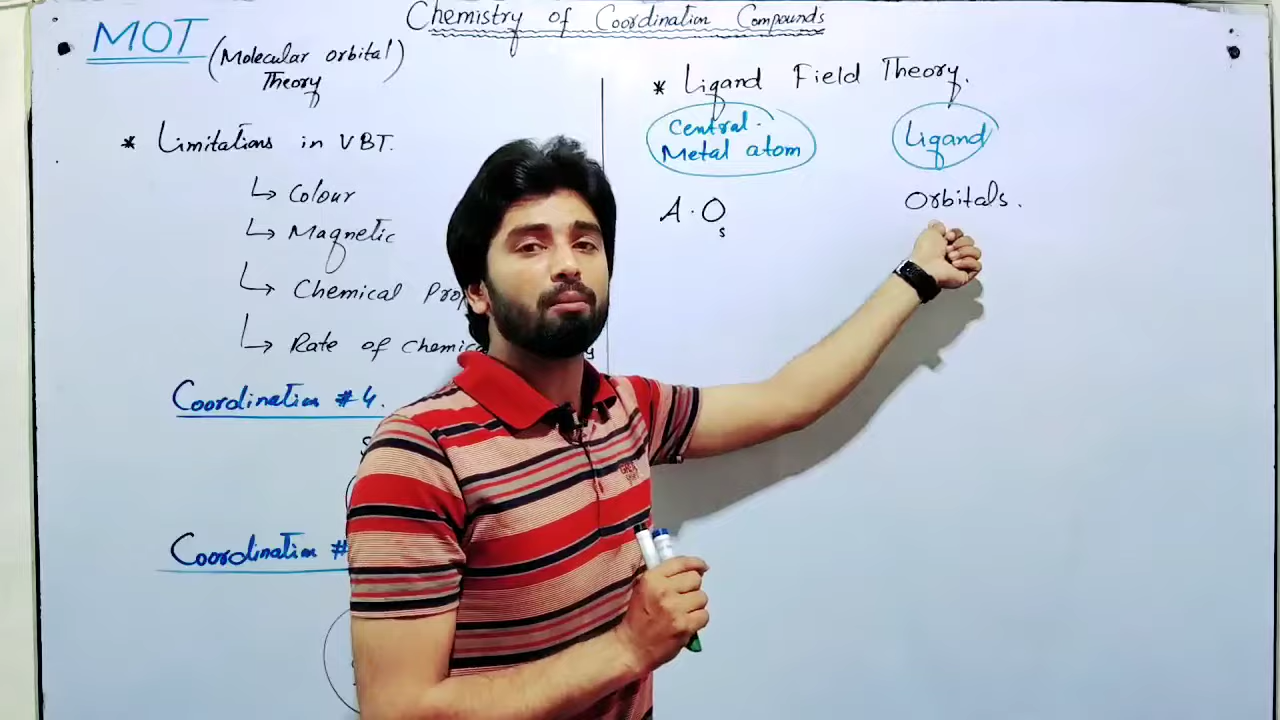 Chemistry of Coordination Compounds
MOT
(Molecular orbital)
Theory
* Limitations in VBT.
↳ Colour
↳ Magnetic
↳ Chemical Pro
↳ Rate of Chemic
Coordination #4.
Coordination #
* Ligand Field Theory.
Central
Metal atom
A.Os
Ligand
Orbitals.